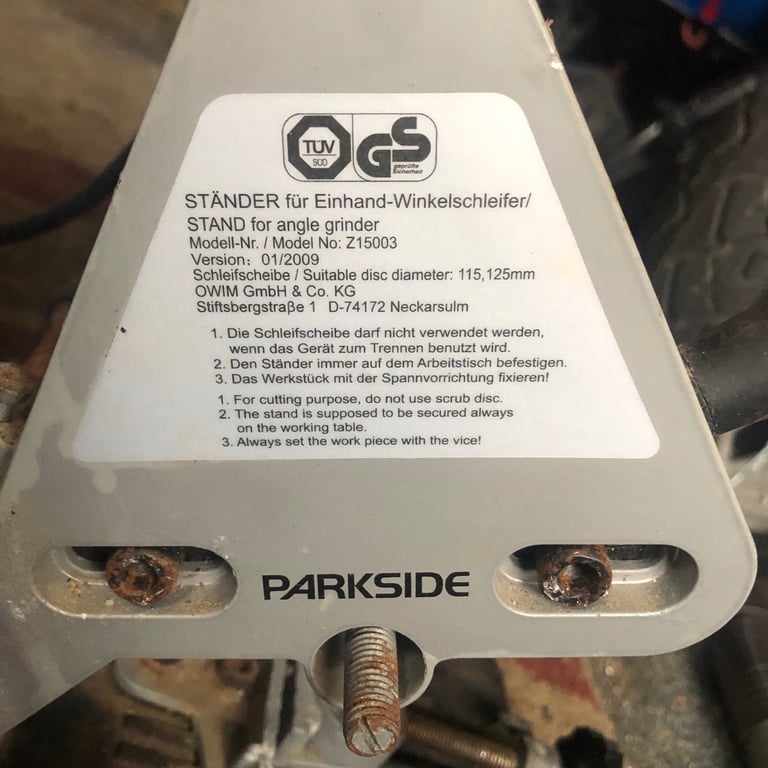 TÜV
SÜD
GS
geprüfte
Sicherheit
STÄNDER für Einhand-Winkelschleifer/
STAND for angle grinder
Modell-Nr. / Model No: Z15003
Version: 01/2009
Schleifscheibe / Suitable disc diameter: 115,125mm
OWIM GmbH & Co. KG
Stiftsbergstraße 1 D-74172 Neckarsulm
1. Die Schleifscheibe darf nicht verwendet werden,
wenn das Gerät zum Trennen benutzt wird.
2. Den Ständer immer auf dem Arbeitstisch befestigen.
3. Das Werkstück mit der Spannvorrichtung fixieren!
1. For cutting purpose, do not use scrub disc.
2. The stand is supposed to be secured always
on the working table.
3. Always set the work piece with the vice!
PARKSIDE